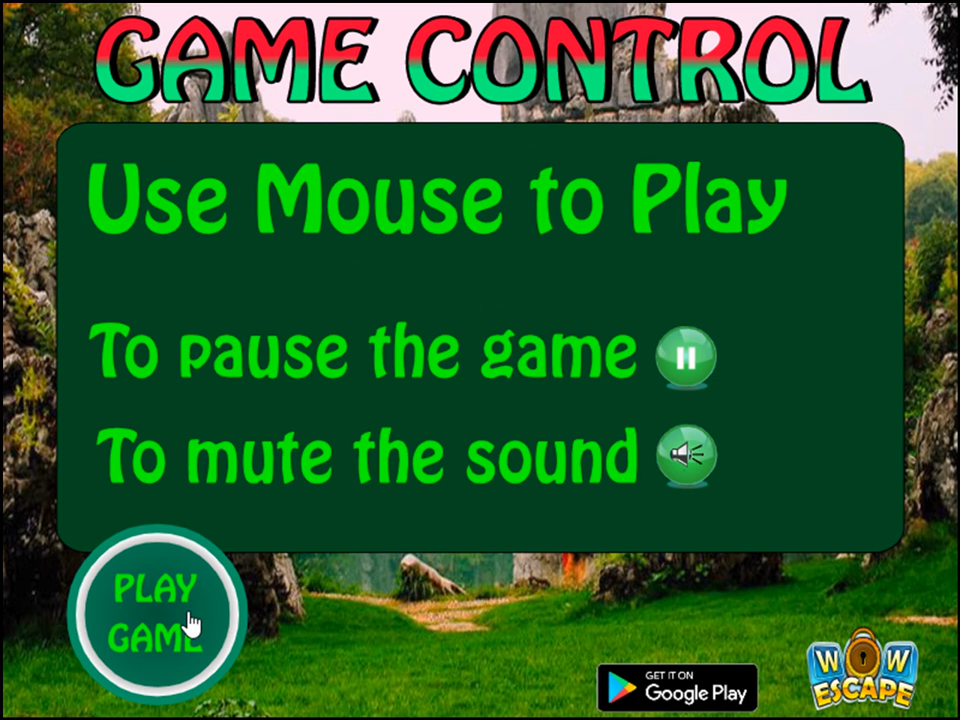 GAME CONTROL
Use Mouse to Play
To pause the game
To mute the sound
PLAY
GAME
GET IT ON
Google Play
WOW
ESCAPE